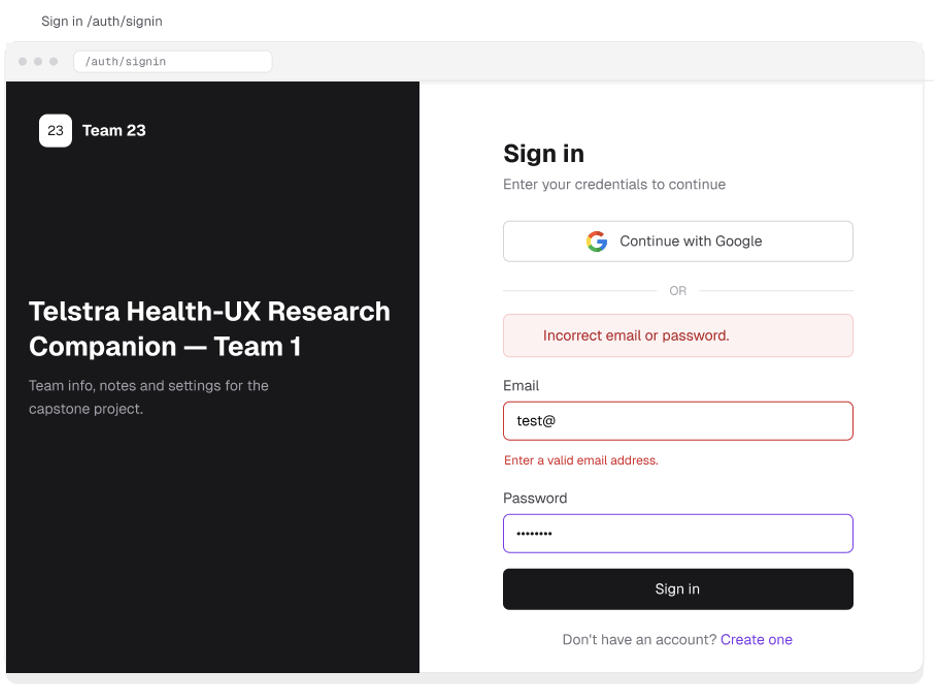 Sign in /auth/signin
/auth/signin
23 Team 23
Telstra Health-UX Research
Companion — Team 1
Team info, notes and settings for the
capstone project.
Sign in
Enter your credentials to continue
Continue with Google
OR
Incorrect email or password.
Email
test@
Enter a valid email address.
Password
••••••••
Sign in
Don't have an account? Create one